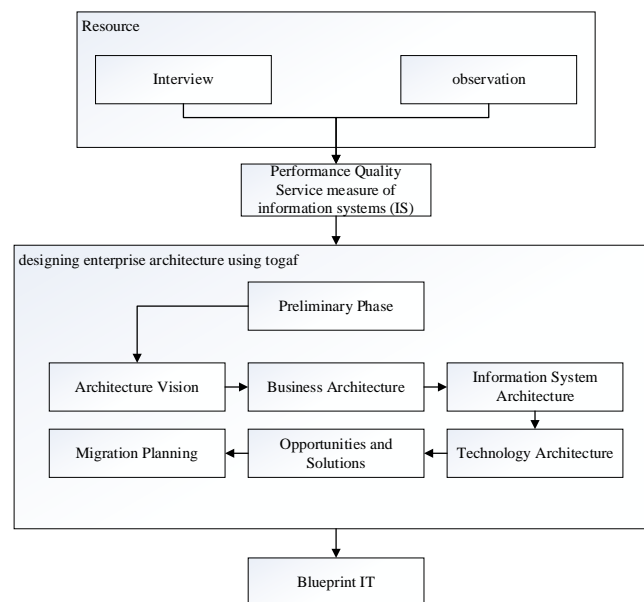 Resource
Interview
observation
Performance Quality
Service measure of
information systems (IS)
designing enterprise architecture using togaf
Preliminary Phase
Architecture Vision
Business Architecture
Information System
Architecture
Migration Planning
Opportunities and
Solutions
Technology Architecture
Blueprint IT